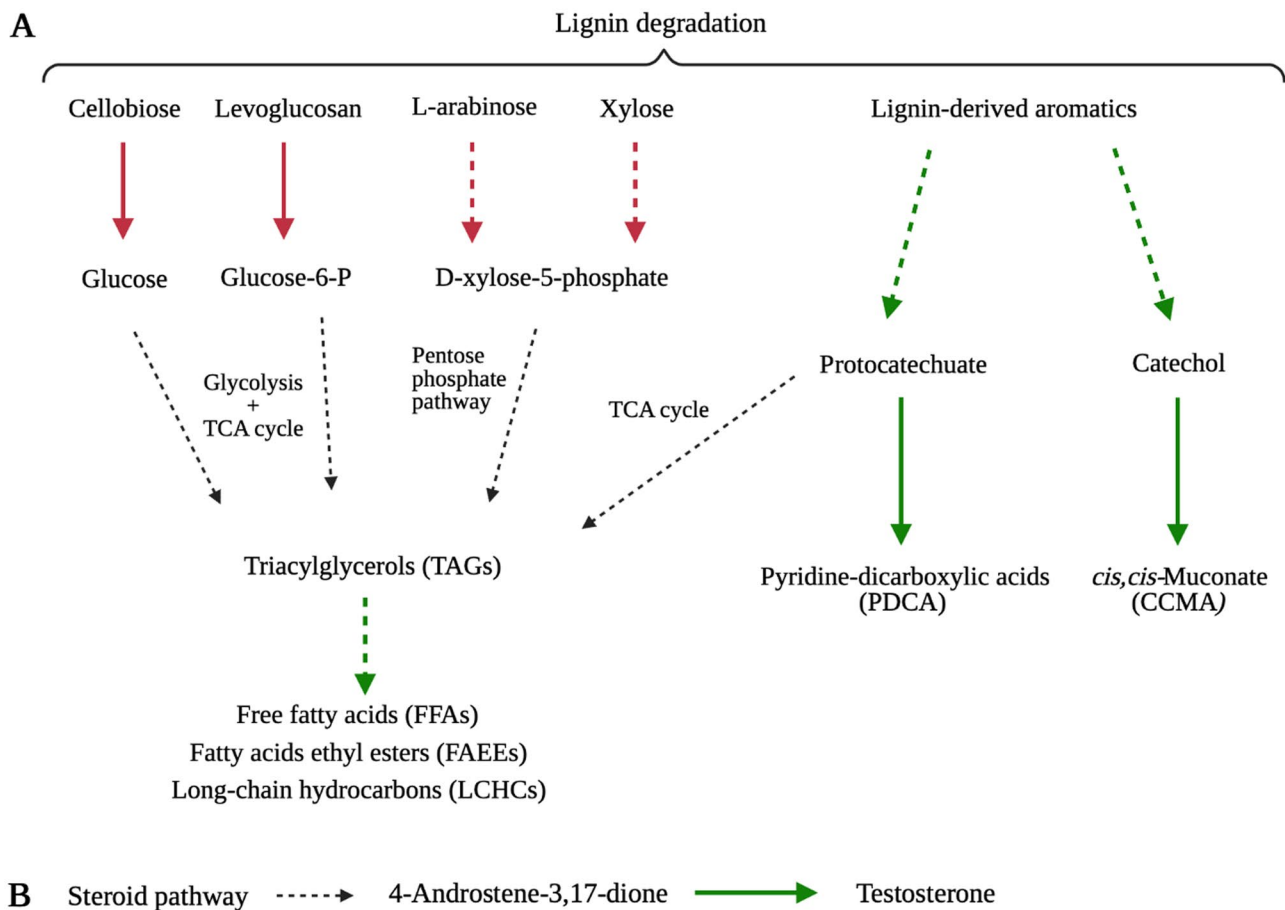 A
Lignin degradation
Cellobiose
Levoglucosan
L-arabinose
Xylose
Lignin-derived aromatics
Glucose
Glucose-6-P
D-xylose-5-phosphate
Glycolysis
+
TCA cycle
Pentose
phosphate
pathway
TCA cycle
Protocatechuate
Catechol
Triacylglycerols (TAGs)
Pyridine-dicarboxylic acids
(PDCA)
cis,cis-Muconate
(CCMA)
Free fatty acids (FFAs)
Fatty acids ethyl esters (FAEEs)
Long-chain hydrocarbons (LCHCs)
B
Steroid pathway
4-Androstene-3,17-dione
Testosterone